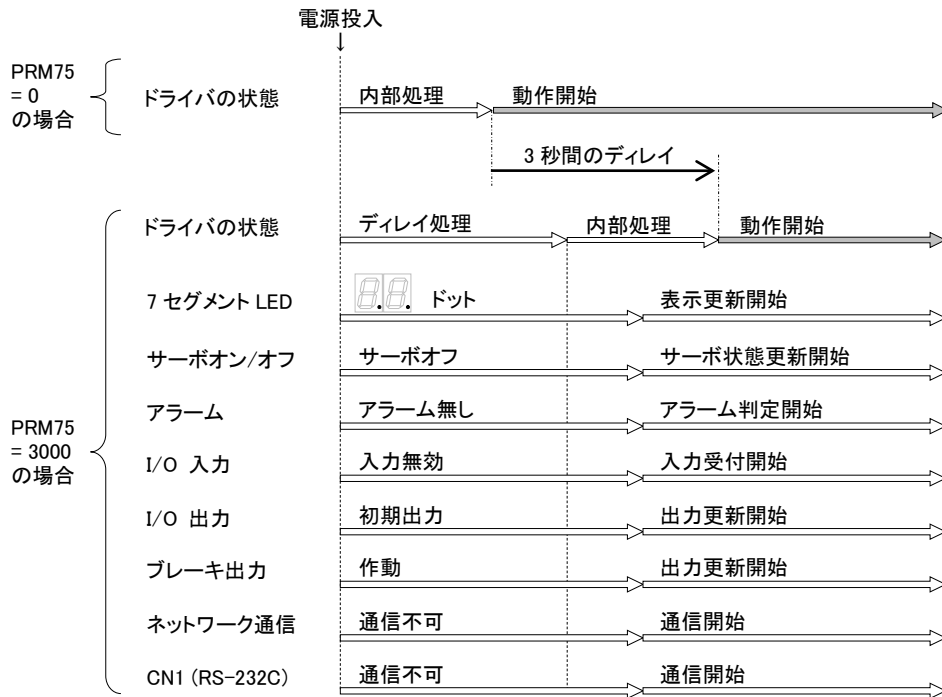 電源投入
↓
PRM75
= 0
の場合
ドライバの状態 内部処理 動作開始
3 秒間のディレイ
ドライバの状態 ディレイ処理 内部処理 動作開始
7 セグメント LED 8.8. ドット 表示更新開始
サーボオン/オフ サーボオフ サーボ状態更新開始
アラーム アラーム無し アラーム判定開始
PRM75
= 3000
の場合
I/O 入力 入力無効 入力受付開始
I/O 出力 初期出力 出力更新開始
ブレーキ出力 作動 出力更新開始
ネットワーク通信 通信不可 通信開始
CN1 (RS-232C) 通信不可 通信開始